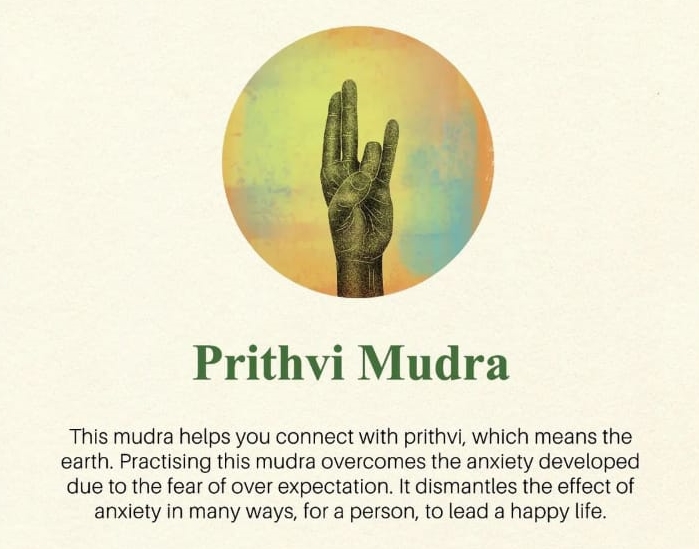 Prithvi Mudra
This mudra helps you connect with prithvi, which means the
earth. Practising this mudra overcomes the anxiety developed
due to the fear of over expectation. It dismantles the effect of
anxiety in many ways, for a person, to lead a happy life.